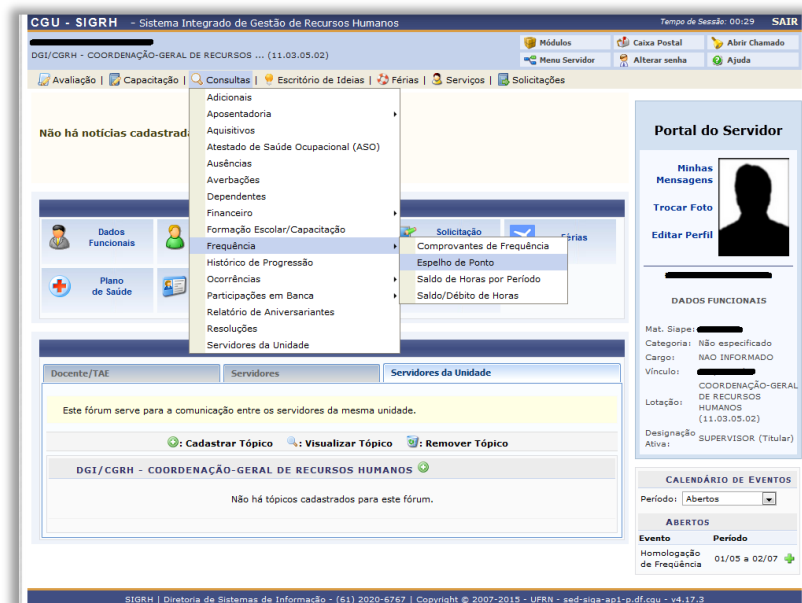 CGU - SIGRH - Sistema Integrado de Gestão de Recursos Humanos
Tempo de Sessão: 00:29 SAIR
DGI/CGRH - COORDENAÇÃO-GERAL DE RECURSOS ... (11.03.05.02)
Módulos
Caixa Postal
Abrir Chamado
Menu Servidor
Alterar senha
Ajuda
Avaliação | Capacitação | Consultas | Escritório de Ideias | Férias | Serviços | Solicitações
Adicionais
Aposentadoria
Aquisitivos
Atestado de Saúde Ocupacional (ASO)
Ausências
Averbações
Dependentes
Financeiro
Formação Escolar/Capacitação
Frequência
Histórico de Progressão
Ocorrências
Participações em Banca
Relatório de Aniversariantes
Resoluções
Servidores da Unidade
Comprovantes de Frequência
Espelho de Ponto
Saldo de Horas por Período
Saldo/Débito de Horas
Não há notícias cadastrad
Dados
Funcionais
Solicitação
Férias
Plano
de Saúde
Docente/TAE
Servidores
Servidores da Unidade
Este fórum serve para a comunicação entre os servidores da mesma unidade.
: Cadastrar Tópico : Visualizar Tópico : Remover Tópico
DGI/CGRH - COORDENAÇÃO-GERAL DE RECURSOS HUMANOS
Não há tópicos cadastrados para este fórum.
Portal do Servidor
Minhas
Mensagens
Trocar Foto
Editar Perfil
DADOS FUNCIONAIS
Mat. Siape:
Categoria: Não especificado
Cargo: NAO INFORMADO
Vínculo:
Lotação: COORDENAÇÃO-GERAL
DE RECURSOS
HUMANOS
(11.03.05.02)
Designação
Ativa: SUPERVISOR (Titular)
CALENDÁRIO DE EVENTOS
Período: Abertos
ABERTOS
Evento Período
Homologação
de Freqüência 01/05 a 02/07
SIGRH | Diretoria de Sistemas de Informação - (61) 2020-6767 | Copyright © 2007-2015 - UFRN - sed-siga-ap1-p.df.cgu - v4.17.3